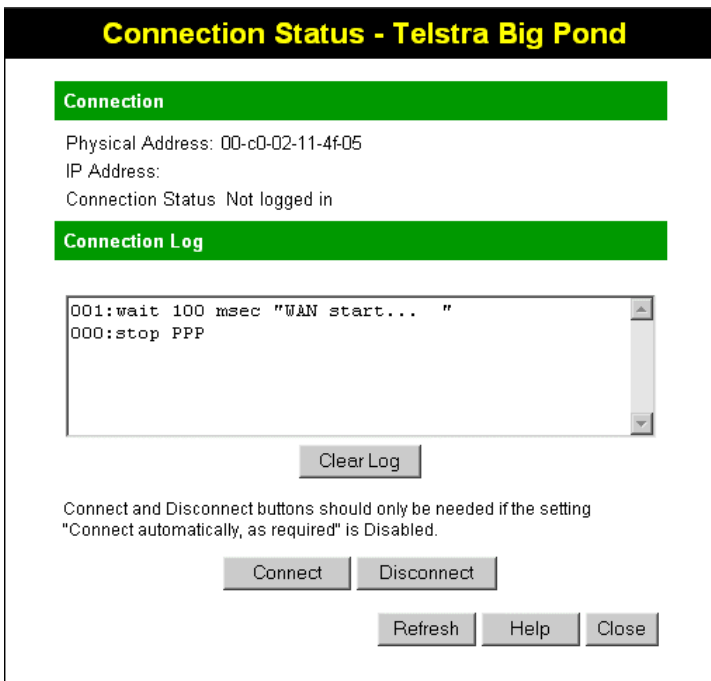 Connection Status - Telstra Big Pond
Connection
Physical Address: 00-c0-02-11-4f-05
IP Address:
Connection Status Not logged in
Connection Log
001:wait 100 msec "WAN start...  "
000:stop PPP
Clear Log
Connect and Disconnect buttons should only be needed if the setting
"Connect automatically, as required" is Disabled.
Connect Disconnect
Refresh Help Close